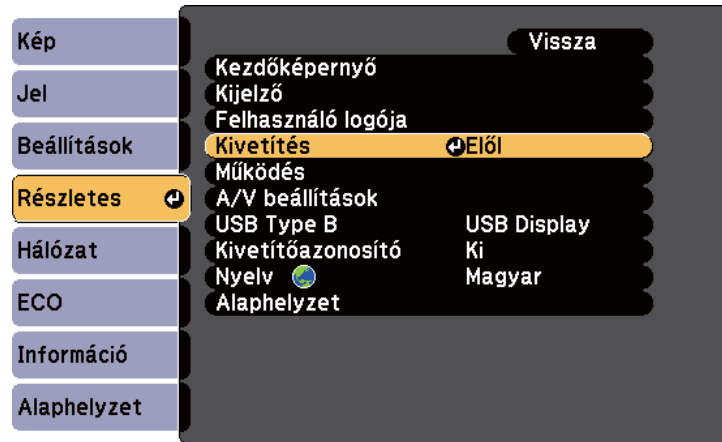 Kép
Jel
Beállítások
Részletes
Hálózat
ECO
Információ
Alaphelyzet
Vissza
Kezdőképernyő
Kijelző
Felhasználó logója
Kivetítés Elől
Működés
A/V beállítások
USB Type B USB Display
Kivetítőazonosító Ki
Nyelv Magyar
Alaphelyzet